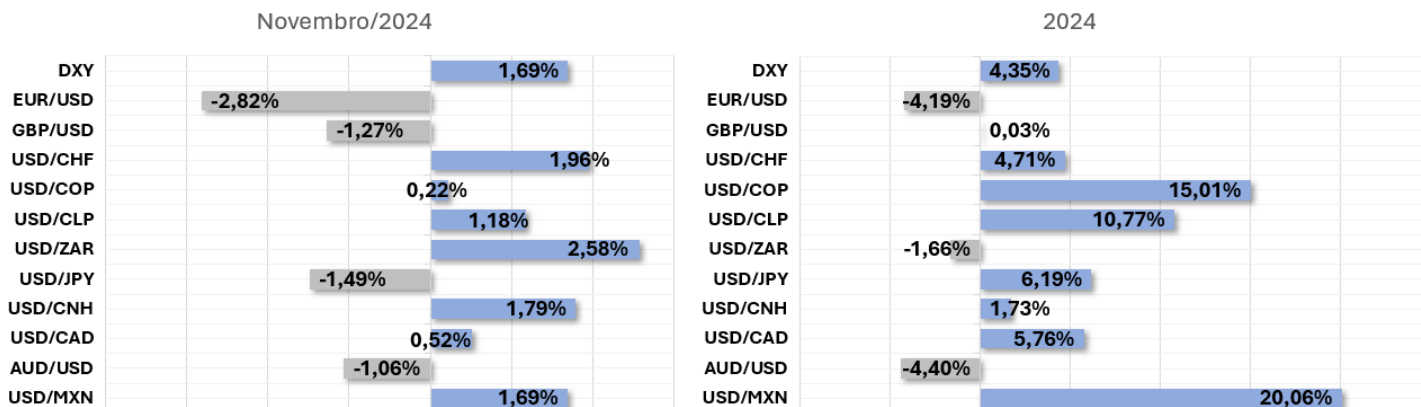 Novembro/2024
DXY 1,69%
EUR/USD -2,82%
GBP/USD -1,27%
USD/CHF 1,96%
USD/COP 0,22%
USD/CLP 1,18%
USD/ZAR 2,58%
USD/JPY -1,49%
USD/CNH 1,79%
USD/CAD 0,52%
AUD/USD -1,06%
USD/MXN 1,69%
2024
DXY 4,35%
EUR/USD -4,19%
GBP/USD 0,03%
USD/CHF 4,71%
USD/COP 15,01%
USD/CLP 10,77%
USD/ZAR -1,66%
USD/JPY 6,19%
USD/CNH 1,73%
USD/CAD 5,76%
AUD/USD -4,40%
USD/MXN 20,06%